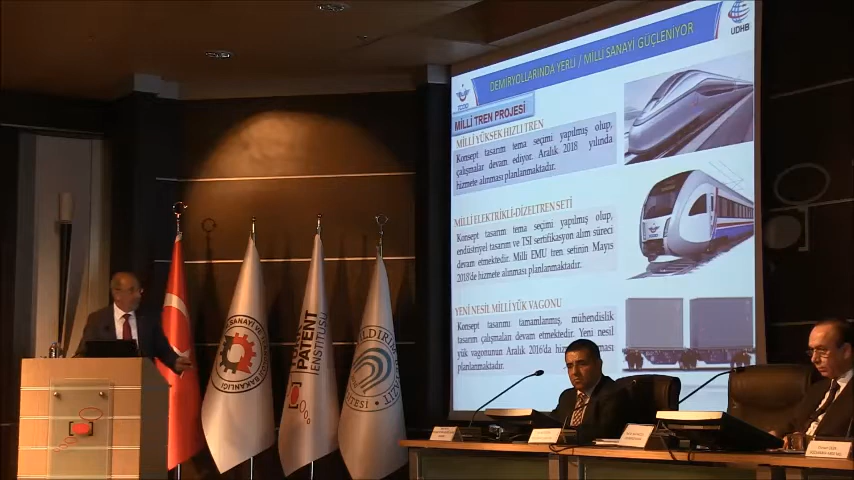 DEMİRYOLLARINDA YERLİ / MİLLİ SANAYİ GÜÇLENİYOR
UDHB
MİLLİ TREN PROJESİ
MİLLİ YÜKSEK HIZLI TREN
Konsept tasarım tema seçimi yapılmış olup,
çalışmalar devam ediyor. Aralık 2018 yılında
hizmete alınması planlanmaktadır.
MİLLİ ELEKTRİKLİ-DİZEL TREN SETİ
Konsept tasarım tema seçimi yapılmış olup,
endüstriyel tasarım ve TSI sertifikasyon alım süreci
devam etmektedir. Milli EMU tren setinin Mayıs
2018'de hizmete alınması planlanmaktadır.
YENİ NESİL MİLLİ YÜK VAGONU
Konsept tasarımı tamamlanmış, mühendislik
tasarım çalışmaları devam etmektedir. Yeni nesil
yük vagonunun Aralık 2016'da
planlanmaktadır.
PATENT
ENSTİTÜSÜ
YILDIRIM